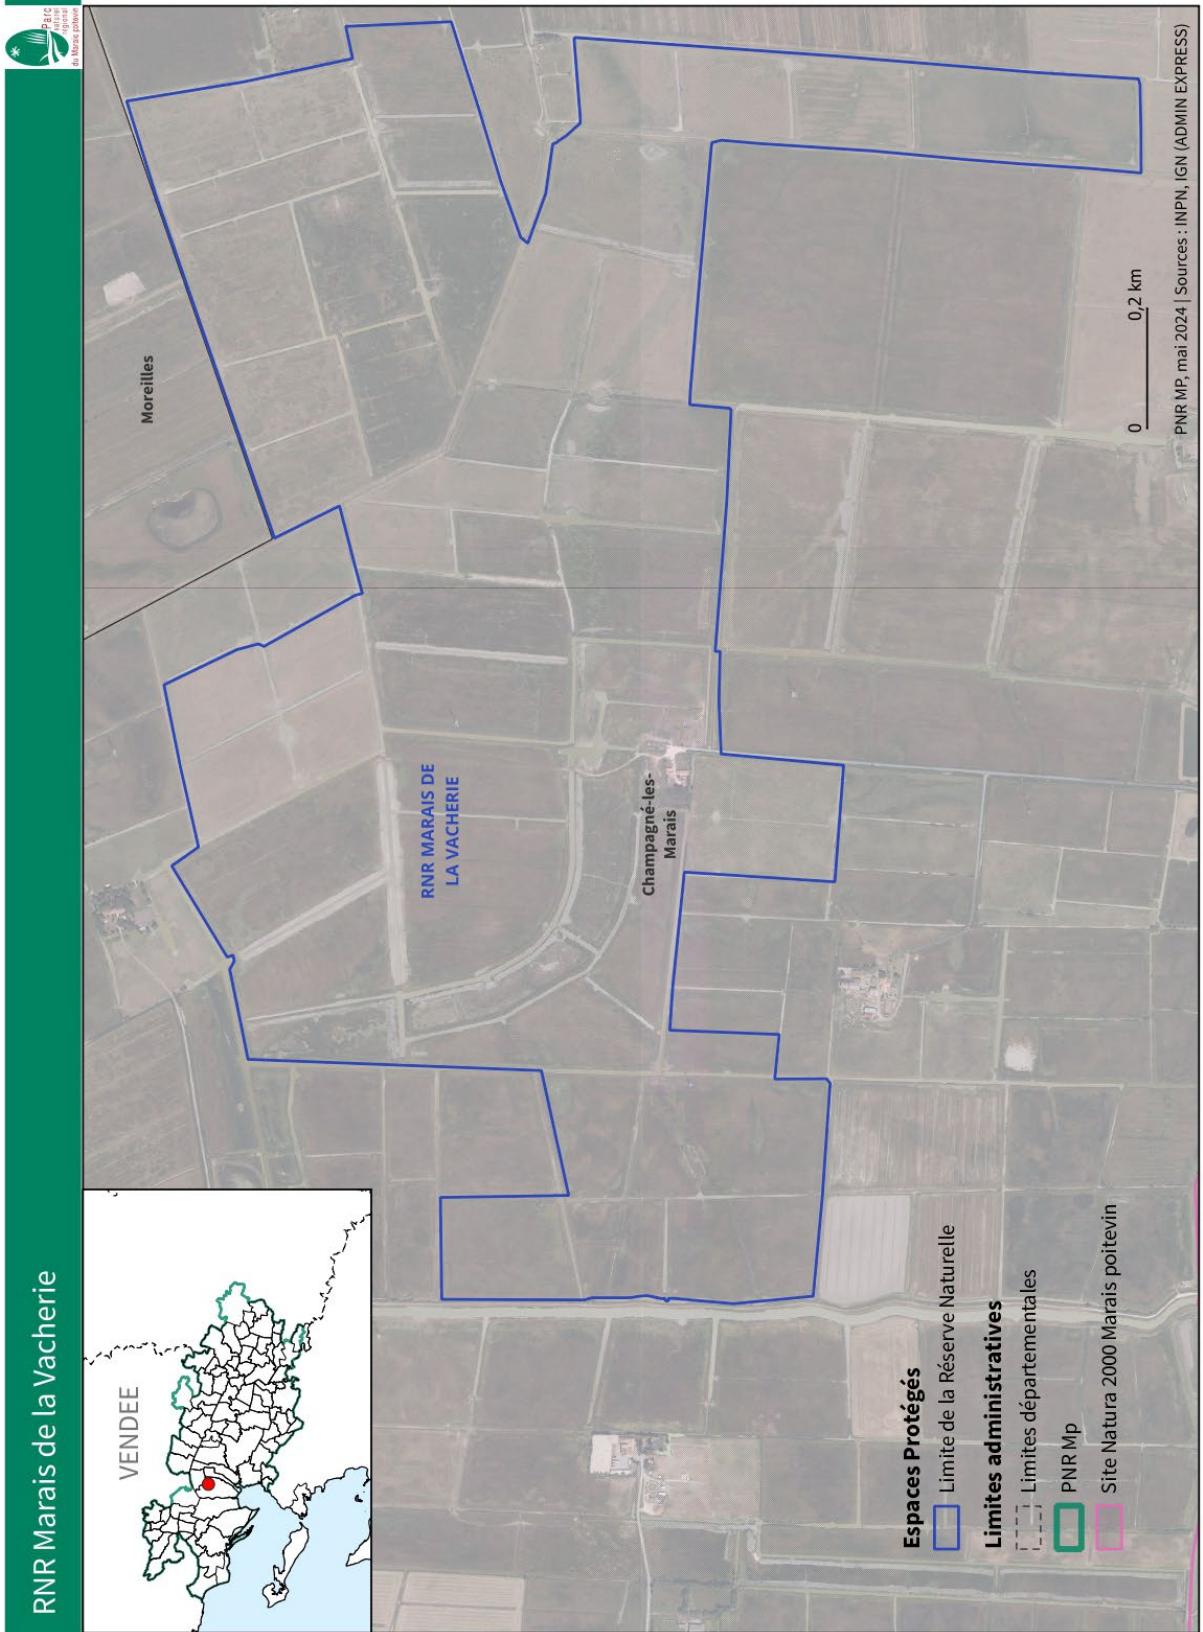 RNR Marais de la Vacherie
Parc
naturel
régional
du Marais poitevin
VENDEE
Moreilles
RNR MARAIS DE
LA VACHERIE
Champagné-les-
Marais
Espaces Protégés
Limite de la Réserve Naturelle
Limites administratives
Limites départementales
PNR Mp
Site Natura 2000 Marais poitevin
0 0,2 km
PNR MP, mai 2024 | Sources : INPN, IGN (ADMIN EXPRESS)